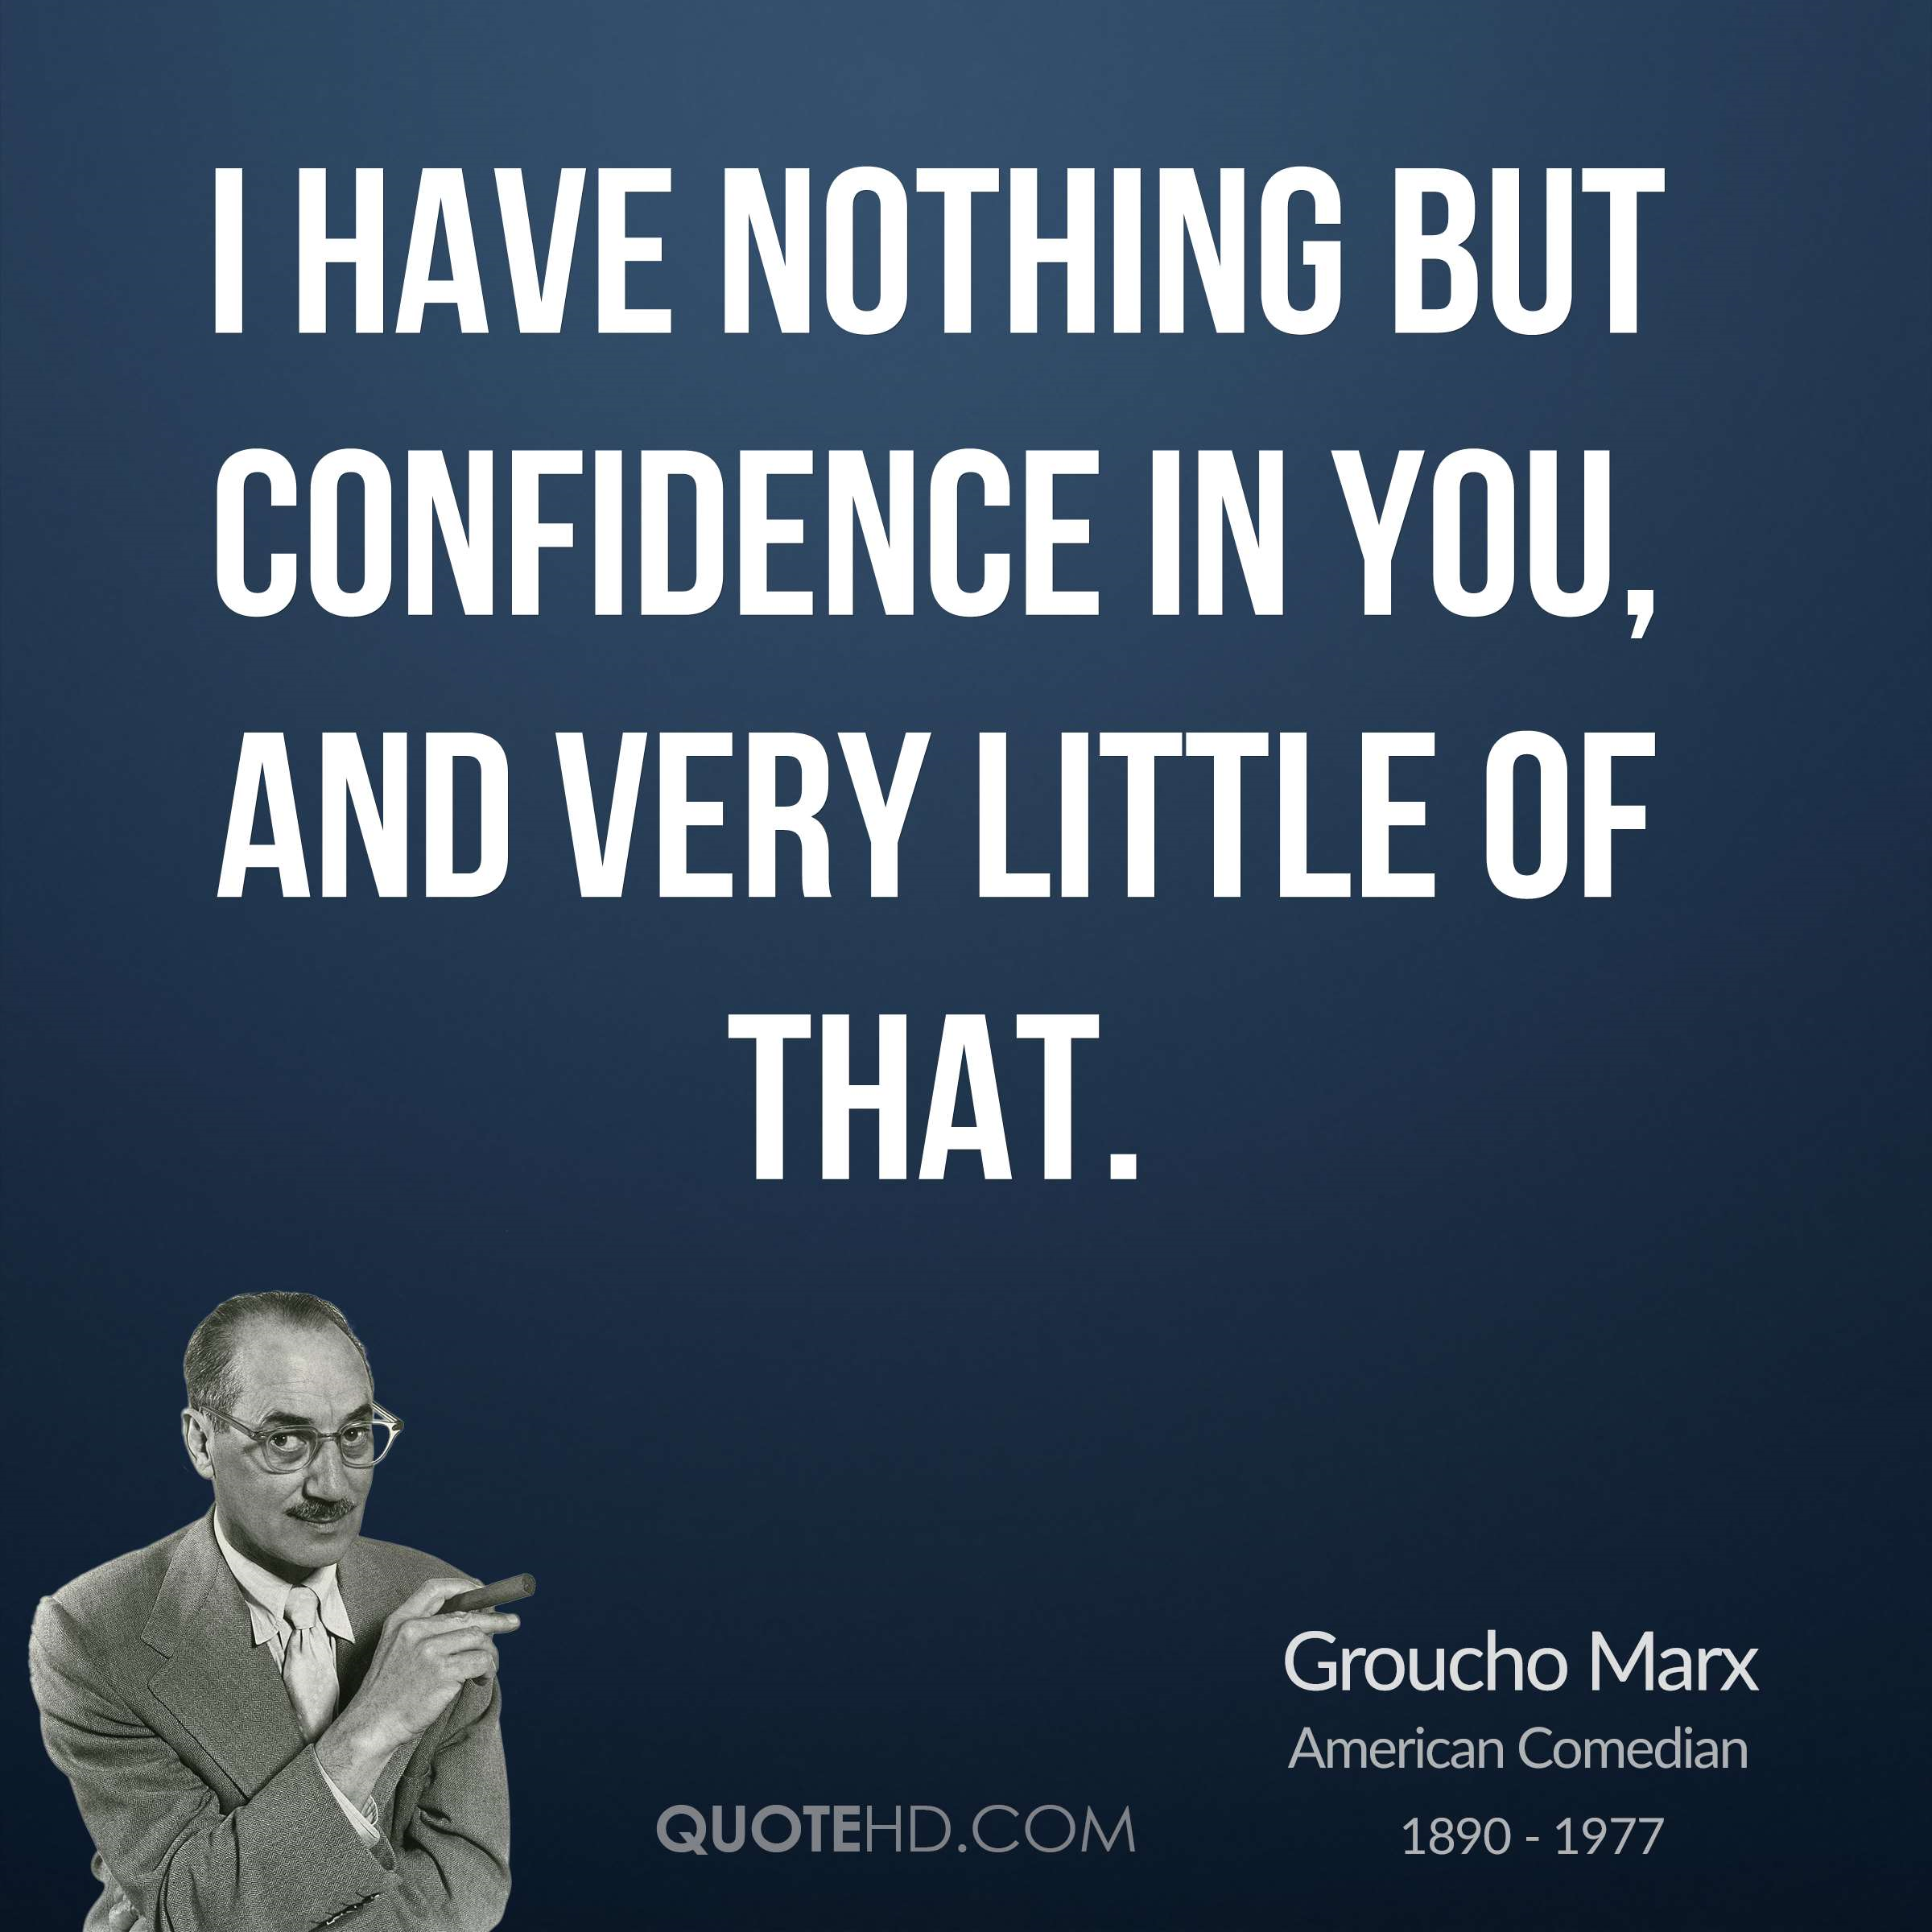 I HAVE NOTHING BUT
CONFIDENCE IN YOU,
AND VERY LITTLE OF
THAT.
Groucho Marx
American Comedian
1890 - 1977
QUOTEHD.COM